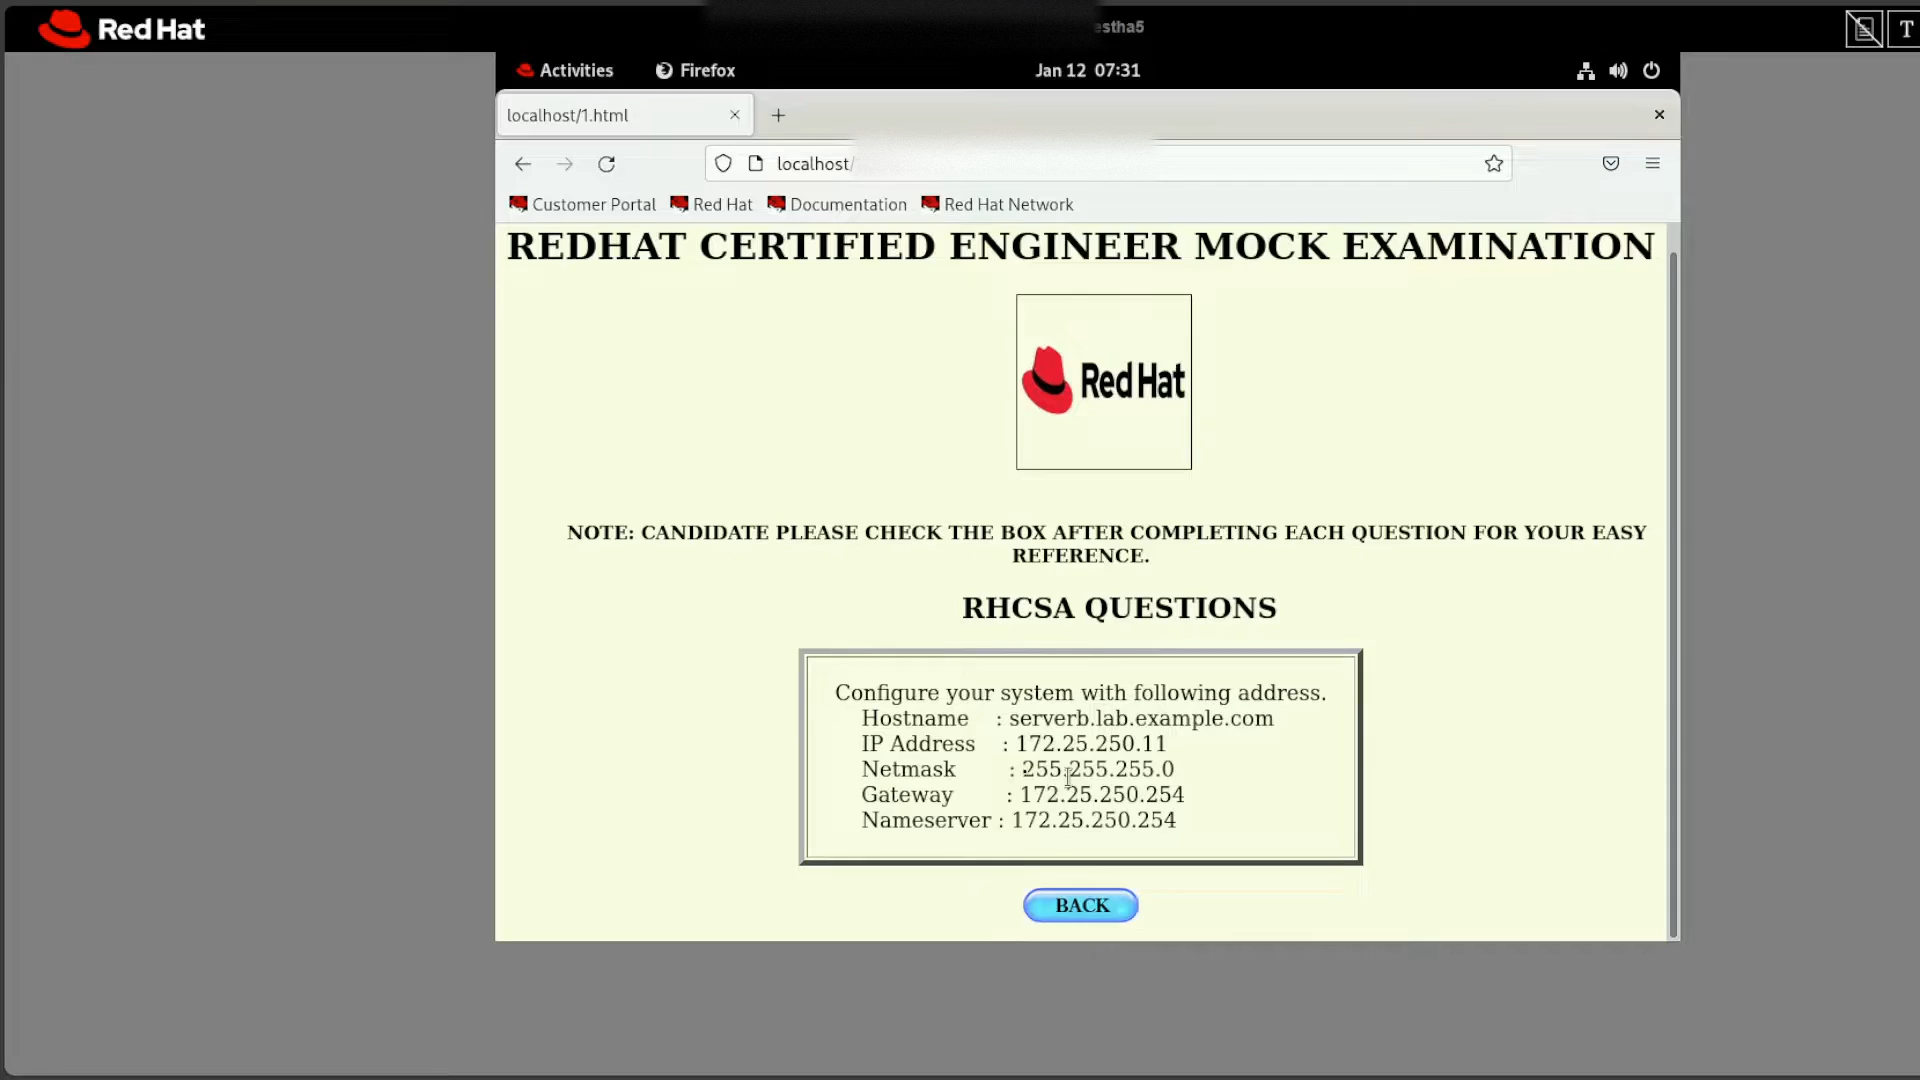 Red Hat
estha5
T
Activities
Firefox
Jan 12 07:31
localhost/1.html
localhost/
Customer Portal
Red Hat
Documentation
Red Hat Network
REDHAT CERTIFIED ENGINEER MOCK EXAMINATION
Red Hat
NOTE: CANDIDATE PLEASE CHECK THE BOX AFTER COMPLETING EACH QUESTION FOR YOUR EASY
REFERENCE.
RHCSA QUESTIONS
Configure your system with following address.
Hostname : serverb.lab.example.com
IP Address : 172.25.250.11
Netmask : 255.255.255.0
Gateway : 172.25.250.254
Nameserver : 172.25.250.254
BACK